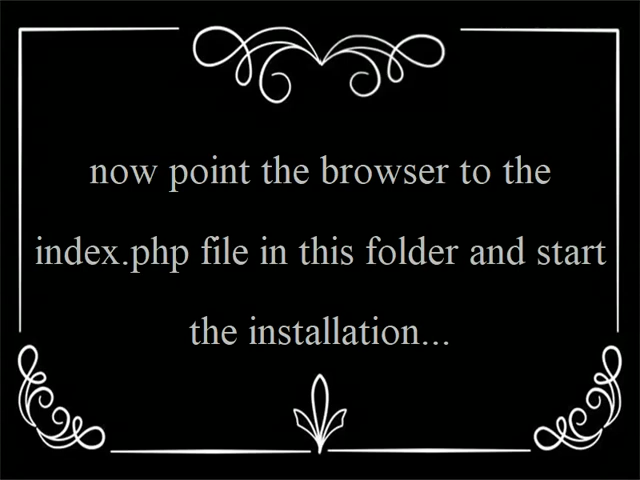 now point the browser to the
index.php file in this folder and start
the installation...